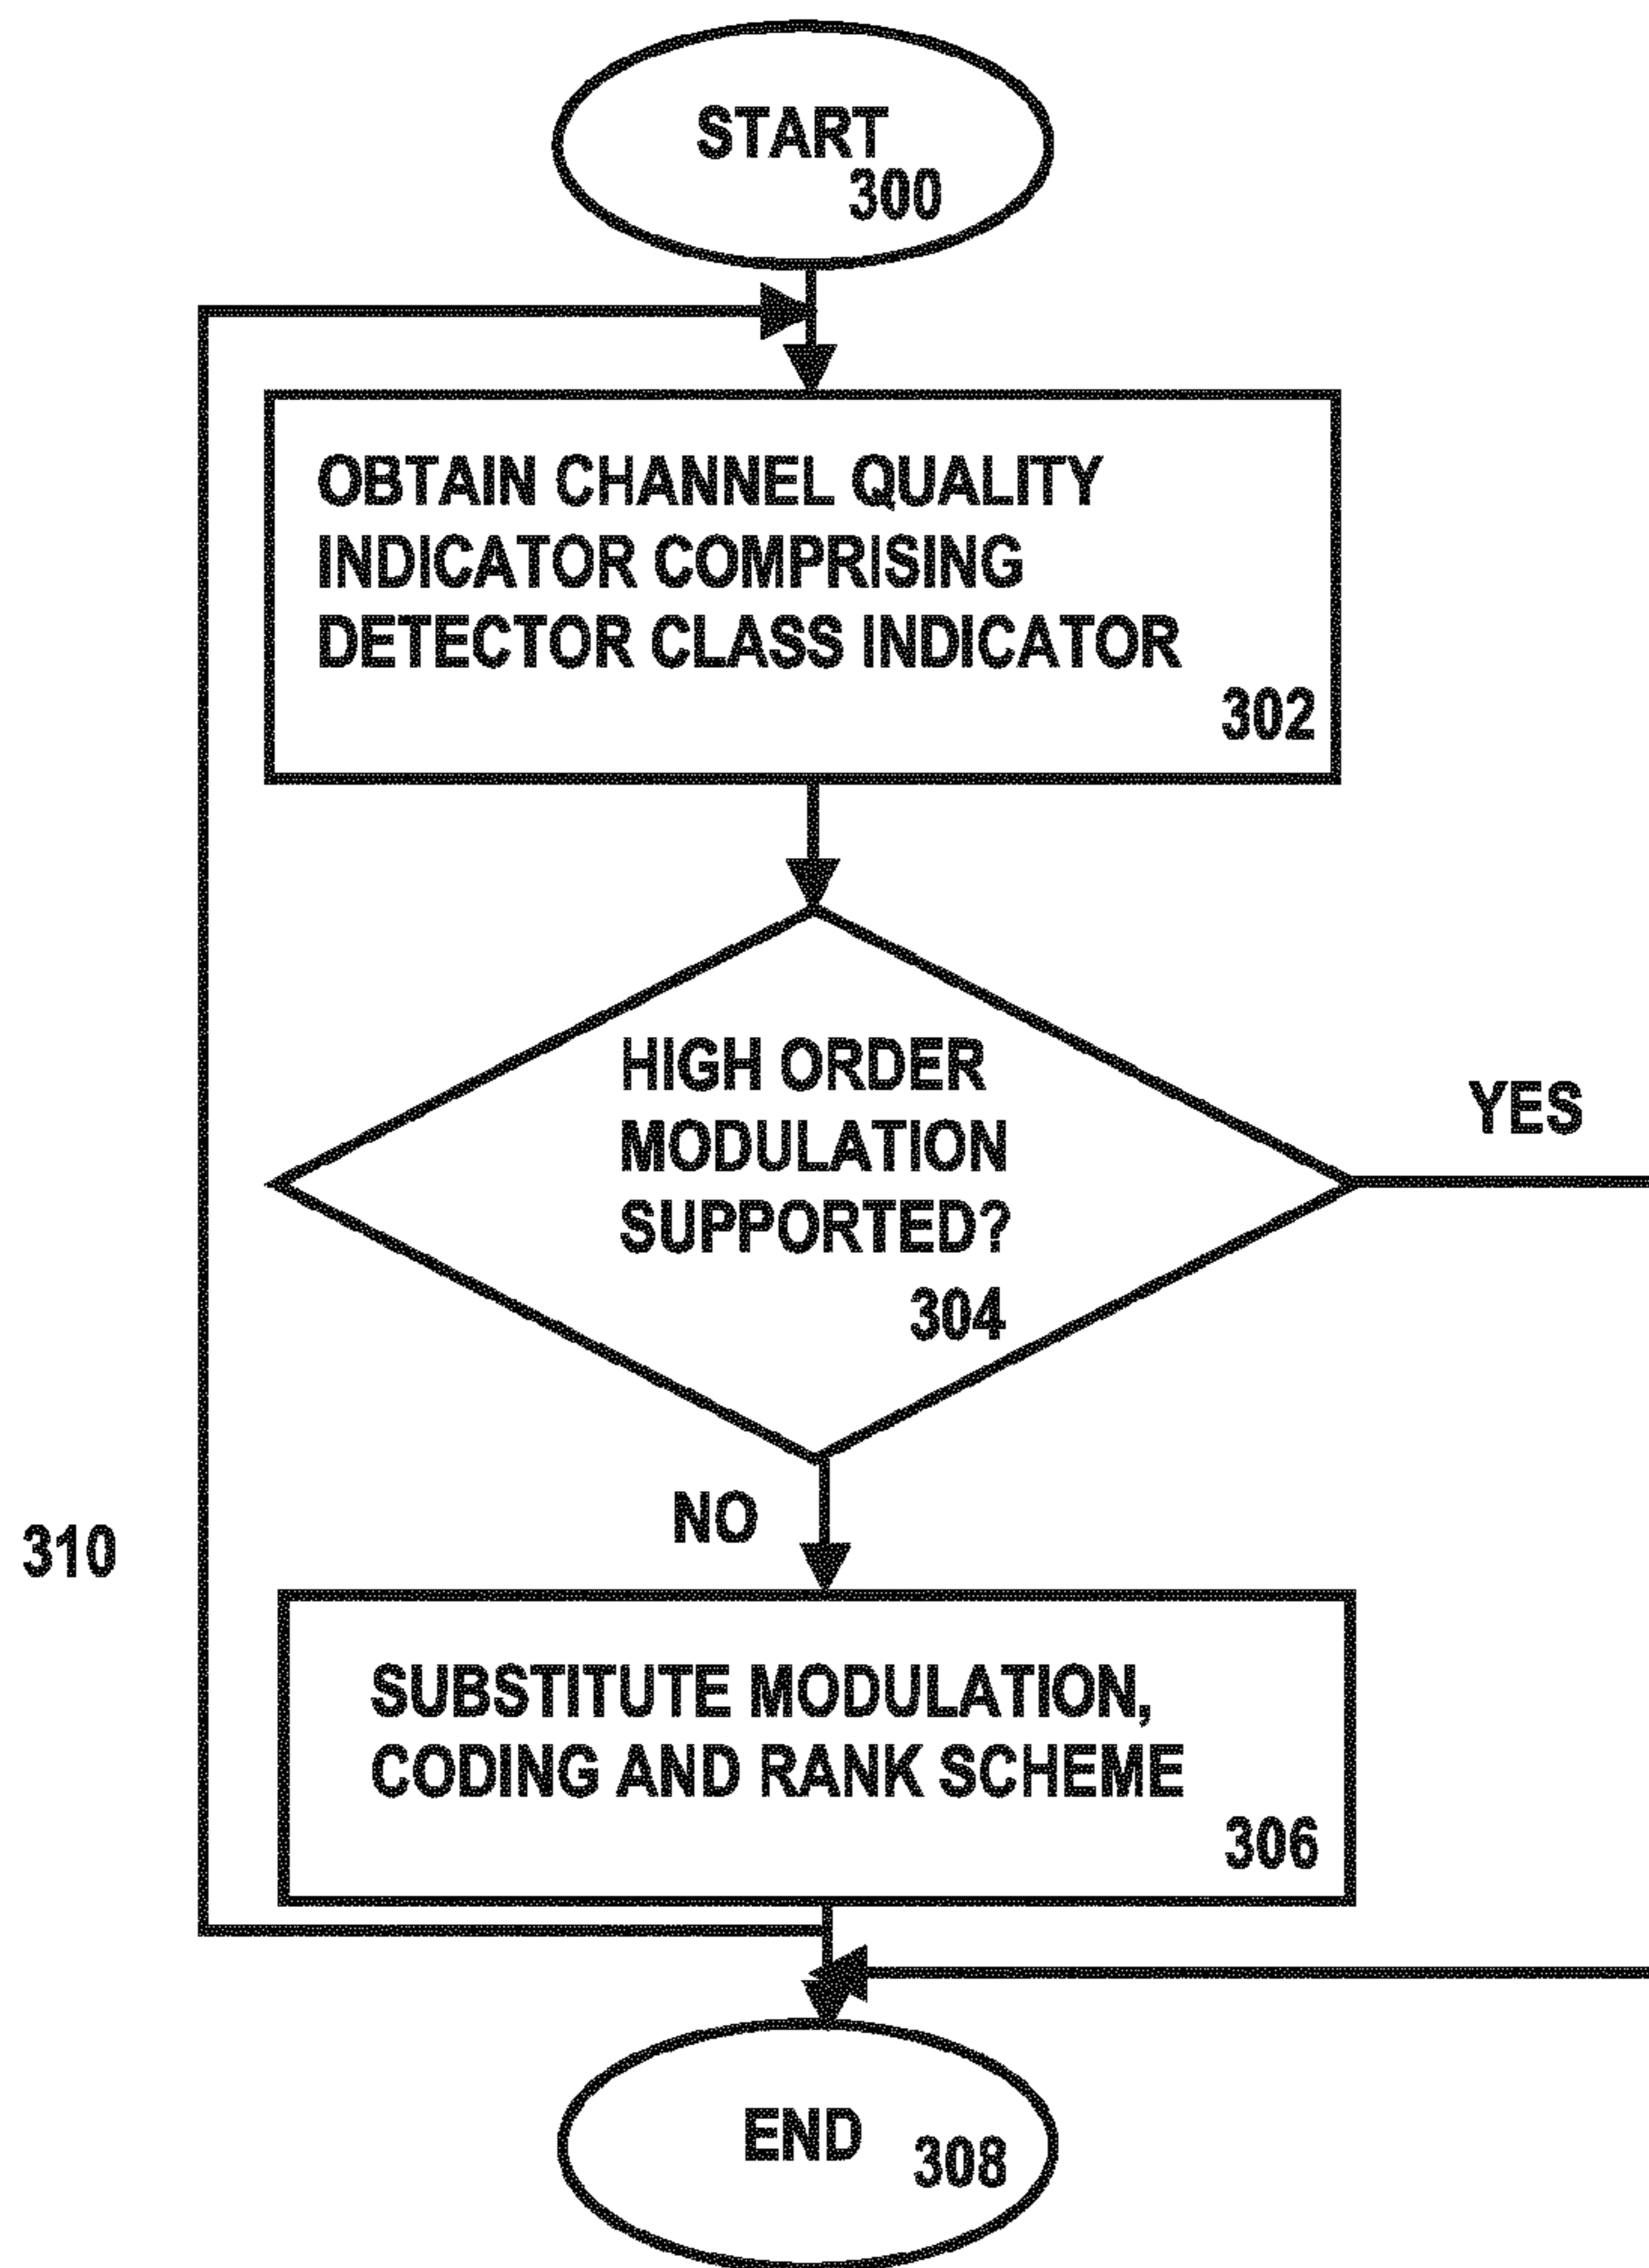 START
300
OBTAIN CHANNEL QUALITY
INDICATOR COMPRISING
DETECTOR CLASS INDICATOR
302
HIGH ORDER
MODULATION
SUPPORTED?
304
YES
NO
310
SUBSTITUTE MODULATION,
CODING AND RANK SCHEME
306
END
308